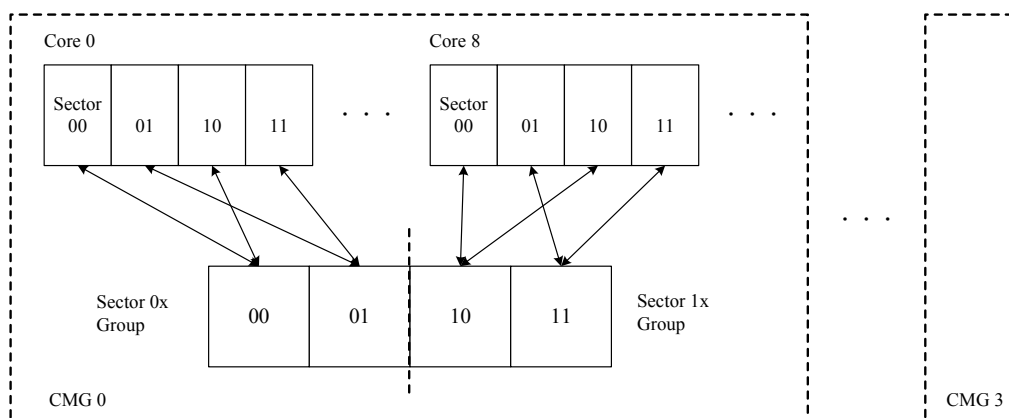 Core 0
Core 8
Sector
00
01
10
11
. . .
Sector
00
01
10
11
. . .
. . .
Sector 0x
Group
00
01
10
11
Sector 1x
Group
CMG 0
CMG 3